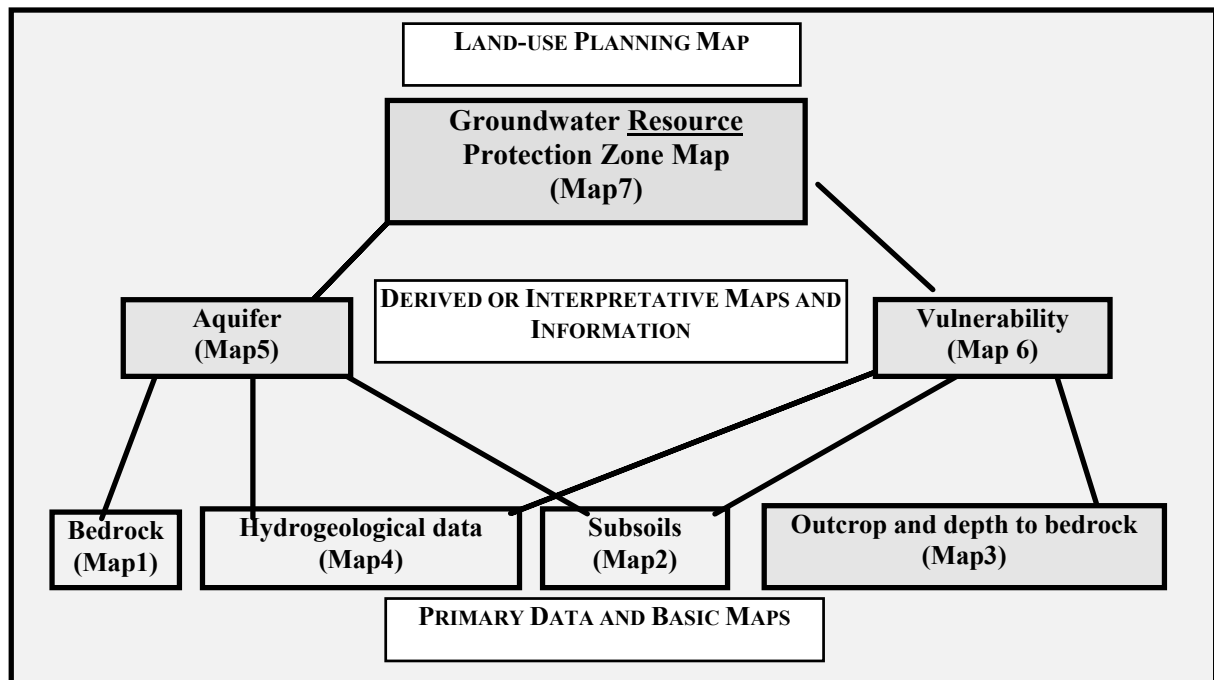 LAND-USE PLANNING MAP
Groundwater Resource
Protection Zone Map
(Map7)
DERIVED OR INTERPRETATIVE MAPS AND
INFORMATION
Aquifer
(Map5)
Vulnerability
(Map 6)
Bedrock
(Map1)
Hydrogeological data
(Map4)
Subsoils
(Map2)
Outcrop and depth to bedrock
(Map3)
PRIMARY DATA AND BASIC MAPS